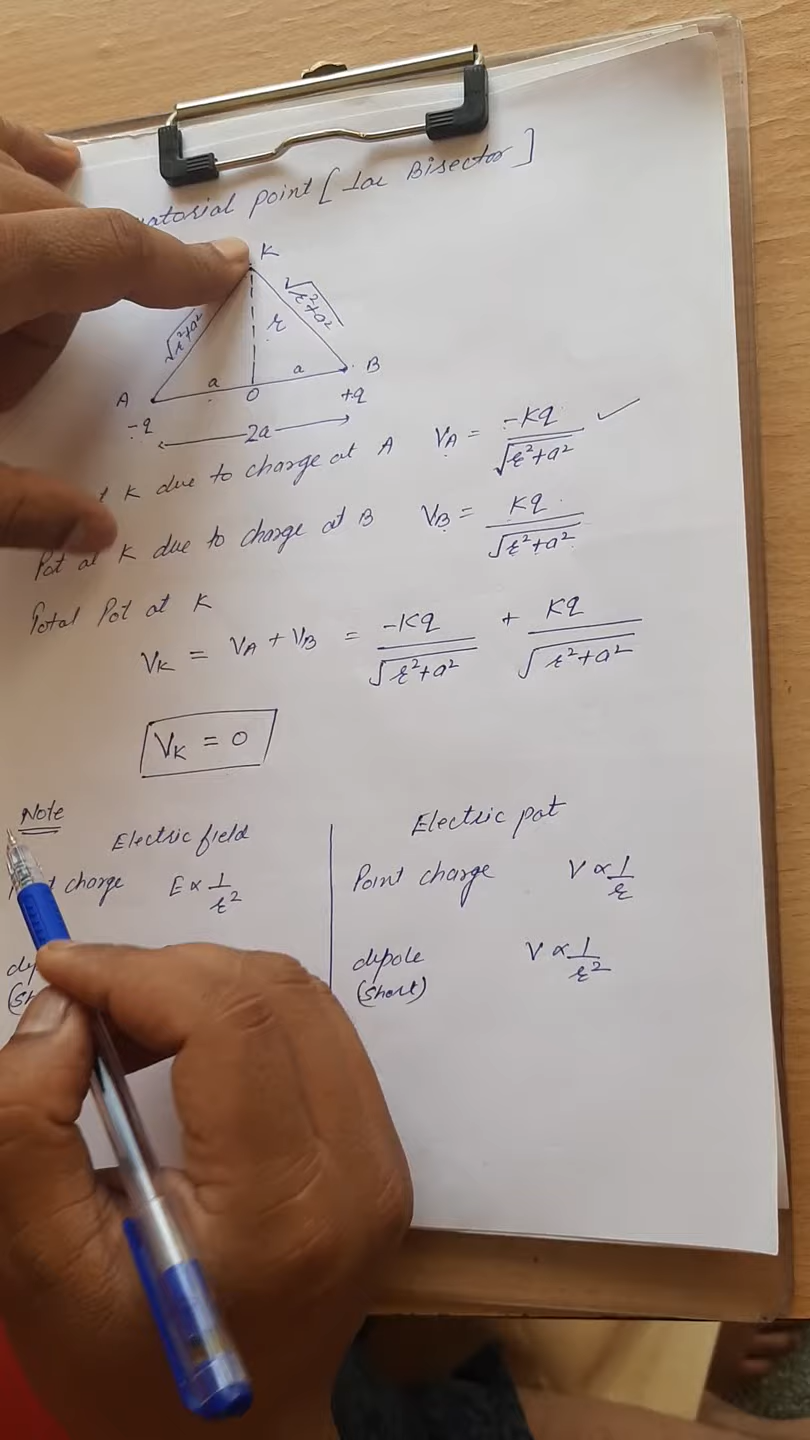 point [ ⊥ar Bisector ]
K
√r²+a²
√r²+a²
r
a
a
A
O
B
-q
+q
2a
K due to charge at A VA = -Kq / √r²+a² ✓
Pot at K due to charge at B VB = Kq / √r²+a²
Total Pot at K
VK = VA + VB = -Kq / √r²+a² + Kq / √r²+a²
VK = 0
Note
Electric field
charge E ∝ 1/r²
Electric pot
Point charge V ∝ 1/r
dipole V ∝ 1/r²
(short)